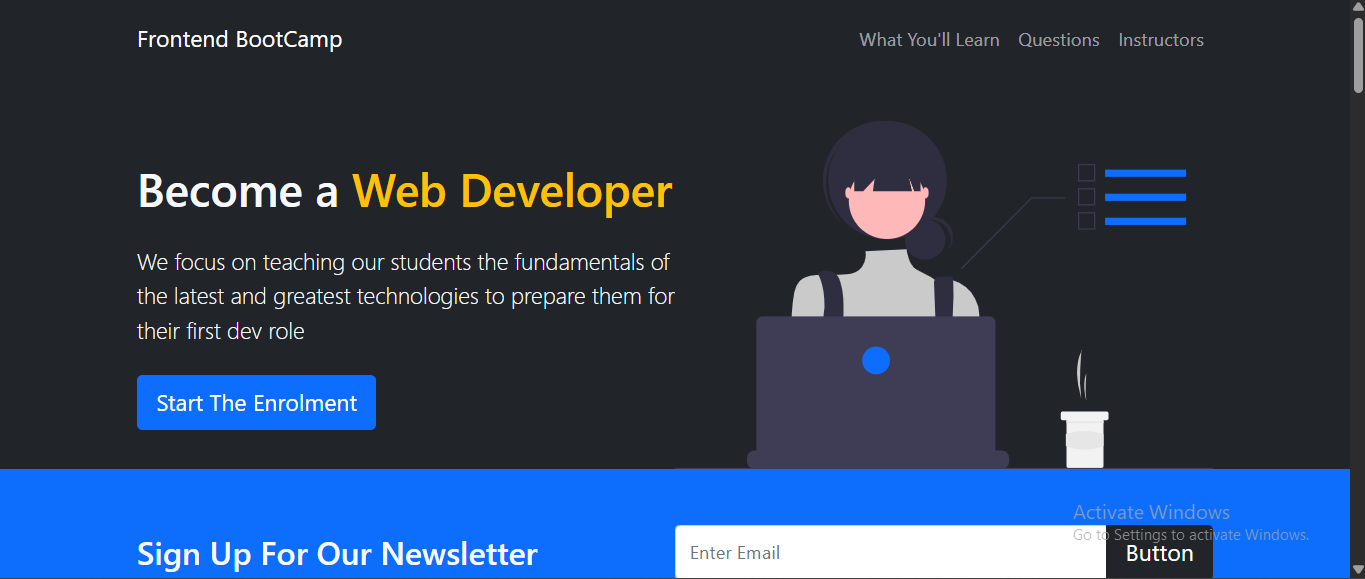 Frontend BootCamp
What You'll Learn Questions Instructors
Become a Web Developer
We focus on teaching our students the fundamentals of
the latest and greatest technologies to prepare them for
their first dev role
Start The Enrolment
Sign Up For Our Newsletter
Enter Email
Button
Activate Windows
Go to Settings to activate Windows.